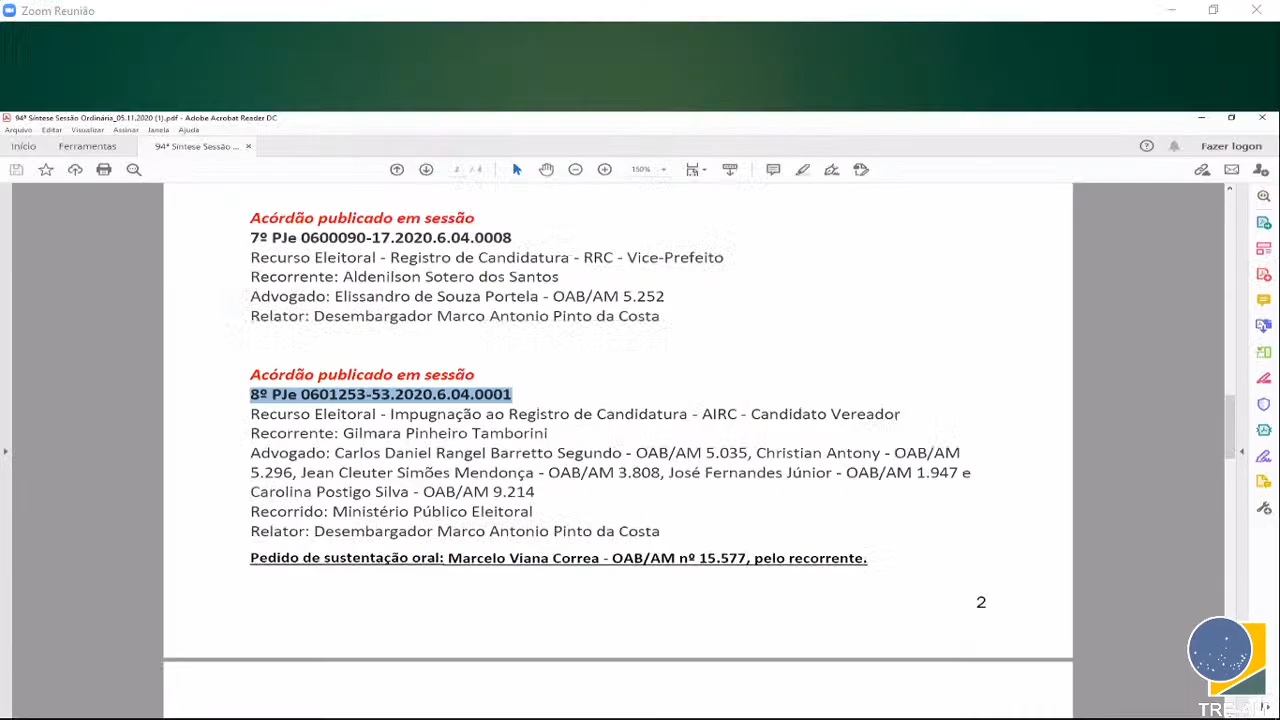 Zoom Reunião
94ª Síntese Sessão Ordinária_05.11.2020 (1).pdf - Adobe Acrobat Reader DC
Arquivo Editar Visualizar Assinar Janela Ajuda
Início Ferramentas 94ª Síntese Sessão ... × Fazer logon
150%
Acórdão publicado em sessão
7º PJe 0600090-17.2020.6.04.0008
Recurso Eleitoral - Registro de Candidatura - RRC - Vice-Prefeito
Recorrente: Aldenilson Sotero dos Santos
Advogado: Elissandro de Souza Portela - OAB/AM 5.252
Relator: Desembargador Marco Antonio Pinto da Costa
Acórdão publicado em sessão
8º PJe 0601253-53.2020.6.04.0001
Recurso Eleitoral - Impugnação ao Registro de Candidatura - AIRC - Candidato Vereador
Recorrente: Gilmara Pinheiro Tamborini
Advogado: Carlos Daniel Rangel Barretto Segundo - OAB/AM 5.035, Christian Antony - OAB/AM
5.296, Jean Cleuter Simões Mendonça - OAB/AM 3.808, José Fernandes Júnior - OAB/AM 1.947 e
Carolina Postigo Silva - OAB/AM 9.214
Recorrido: Ministério Público Eleitoral
Relator: Desembargador Marco Antonio Pinto da Costa
Pedido de sustentação oral: Marcelo Viana Correa - OAB/AM nº 15.577, pelo recorrente.
2